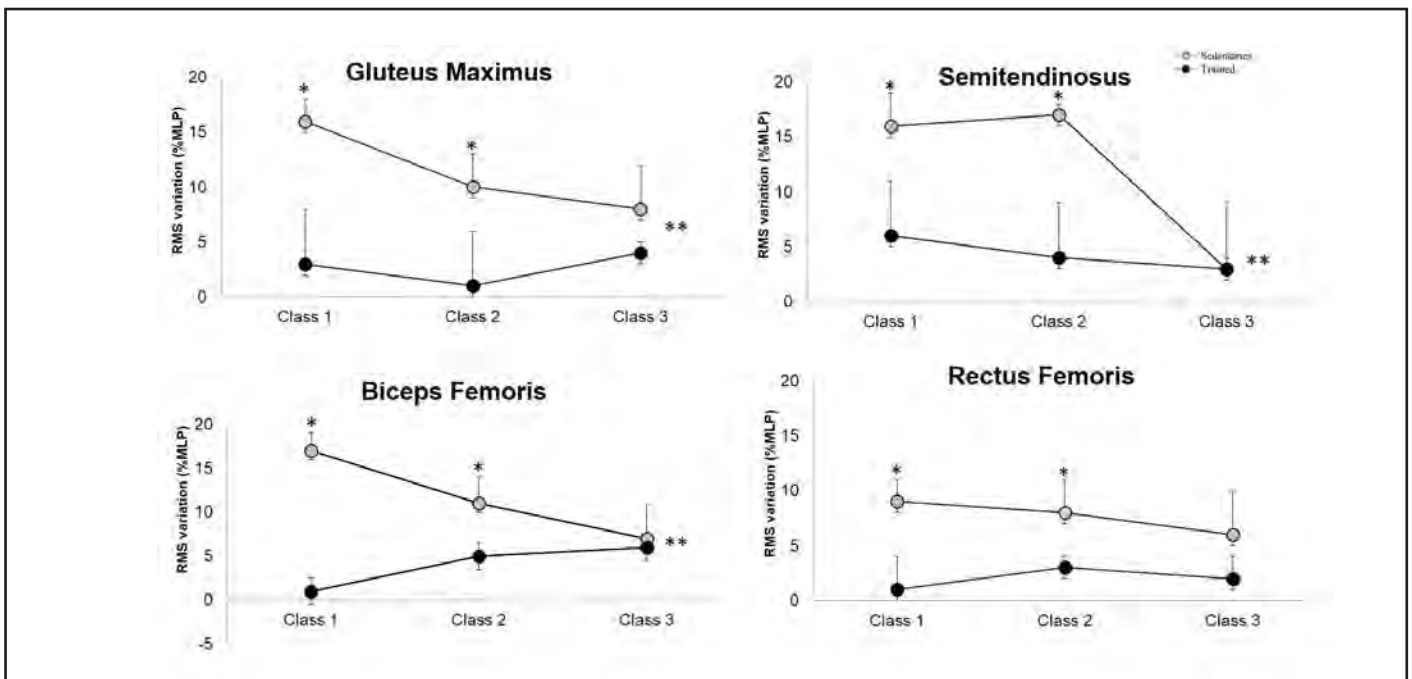 Gluteus Maximus
RMS variation (%MLP)
20
15
10
5
0
*
*
**
Class 1
Class 2
Class 3
Semitendinosus
Sedentaries
Trained
RMS variation (%MLP)
20
15
10
5
0
*
*
**
Class 1
Class 2
Class 3
Biceps Femoris
RMS variation (%MLP)
20
15
10
5
0
-5
*
*
**
Class 1
Class 2
Class 3
Rectus Femoris
RMS variation (%MLP)
20
15
10
5
0
*
*
Class 1
Class 2
Class 3